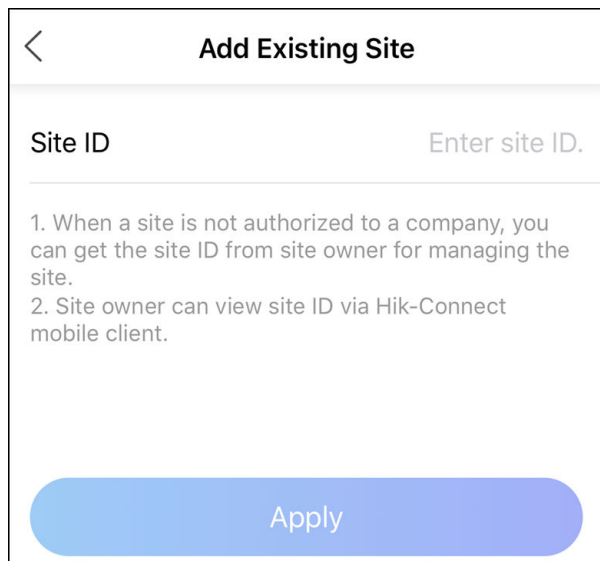 Add Existing Site
Site ID
Enter site ID.
1. When a site is not authorized to a company, you
can get the site ID from site owner for managing the
site.
2. Site owner can view site ID via Hik-Connect
mobile client.
Apply